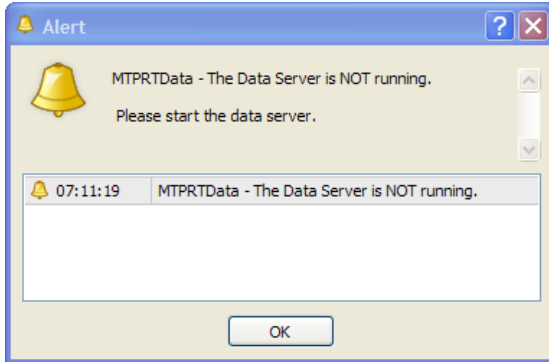 Alert
?
MTPRTData - The Data Server is NOT running.
Please start the data server.
07:11:19 MTPRTData - The Data Server is NOT running.
OK